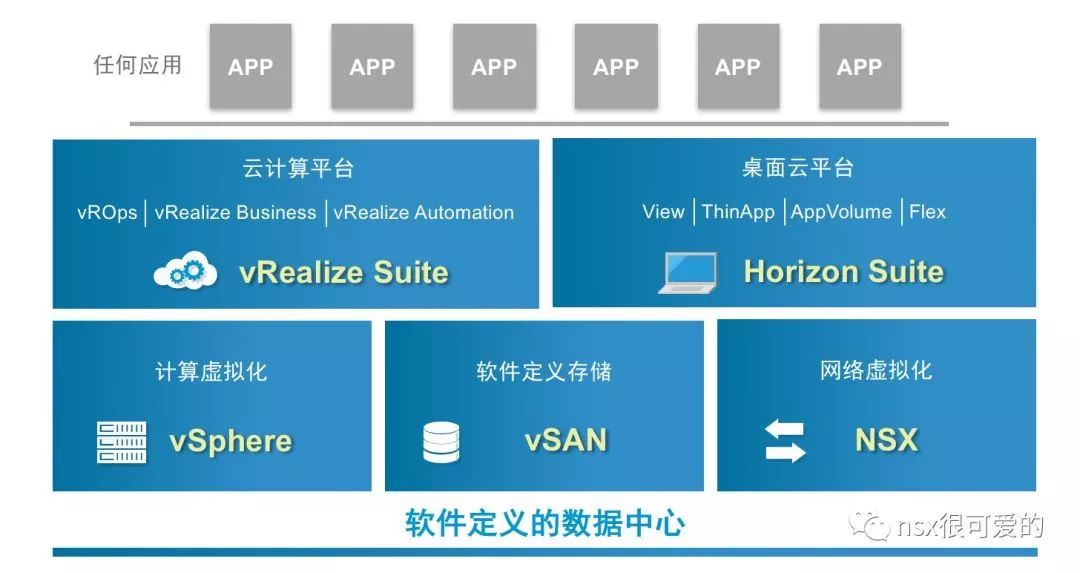 任何应用 APP APP APP APP APP APP
云计算平台
vROps | vRealize Business | vRealize Automation
vRealize Suite
桌面云平台
View | ThinApp | AppVolume | Flex
Horizon Suite
计算虚拟化
vSphere
软件定义存储
vSAN
网络虚拟化
NSX
软件定义的数据中心
nsx很可爱的